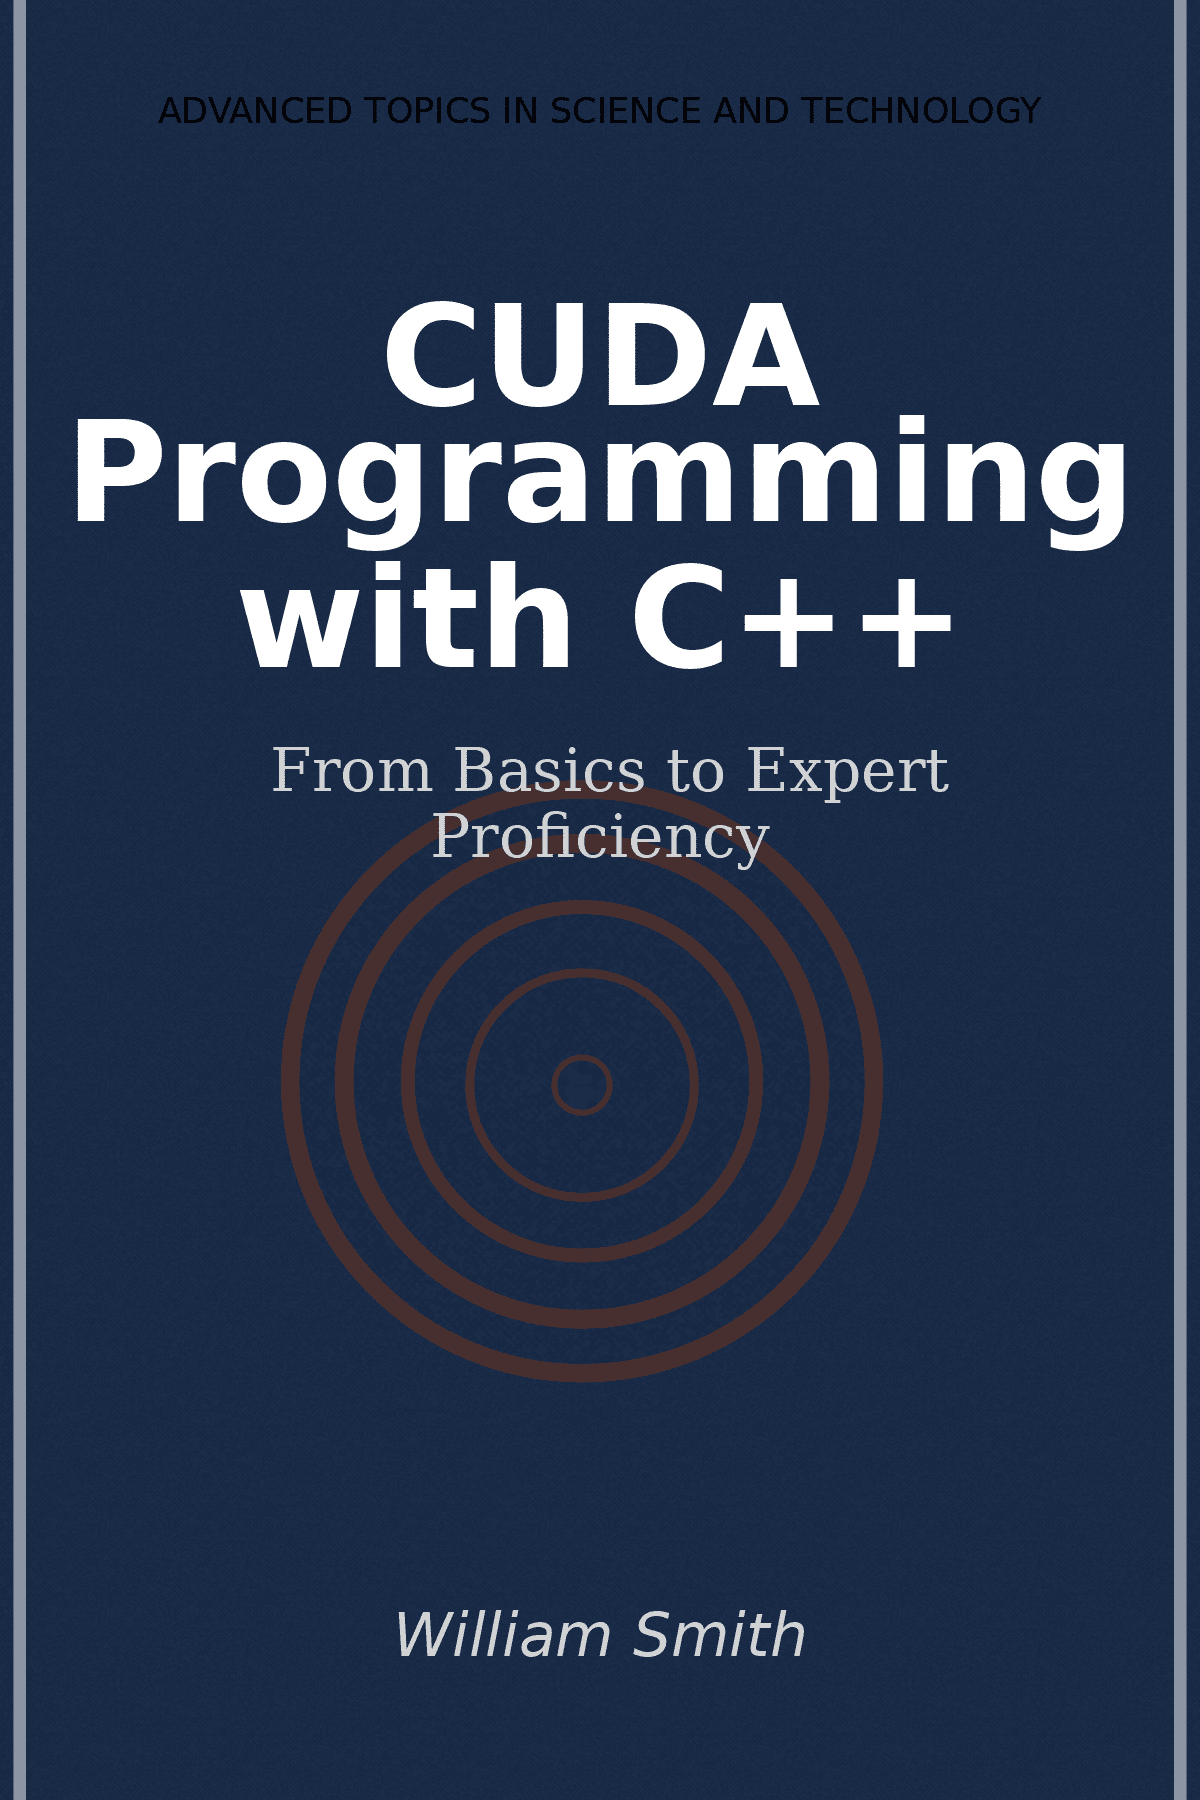 ADVANCED TOPICS IN SCIENCE AND TECHNOLOGY
CUDA
Programming
with C++
From Basics to Expert
Proficiency
William Smith